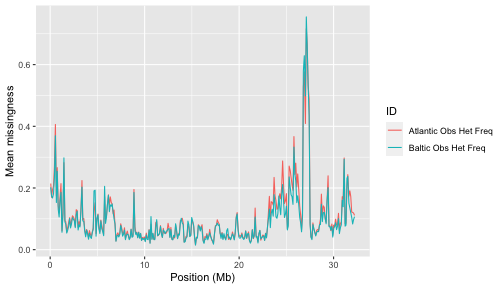 Mean missingness
0.6
0.4
0.2
0.0
0
10
20
30
Position (Mb)
ID
Atlantic Obs Het Freq
Baltic Obs Het Freq